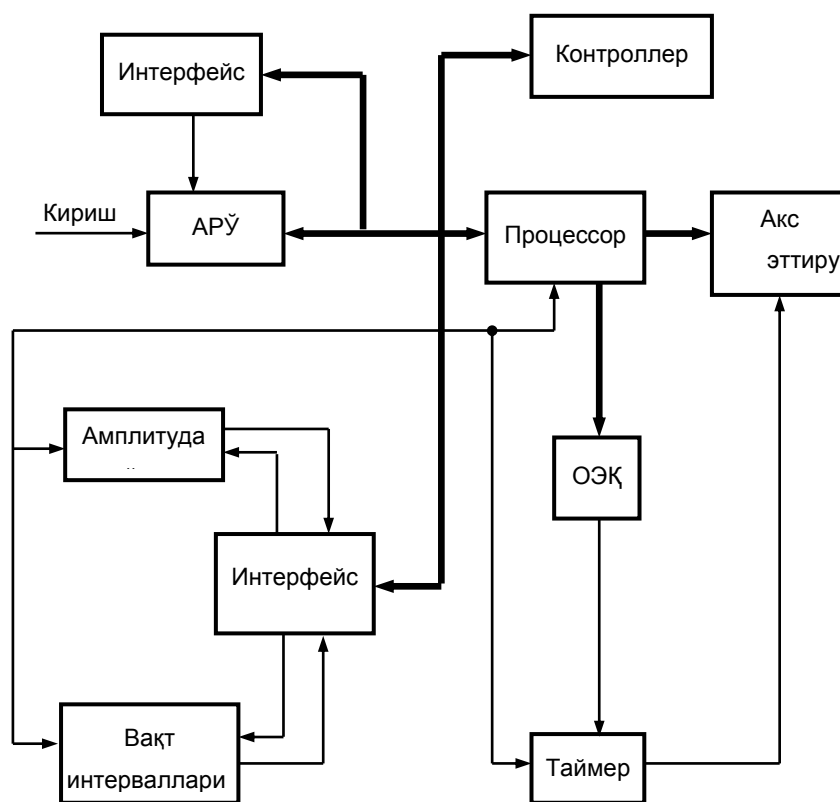 Интерфейс
Контроллер
Кириш
АРЎ
Процессор
Акс
эттиру
Амплитуда
ОЭҚ
Интерфейс
Вақт
интерваллари
Таймер